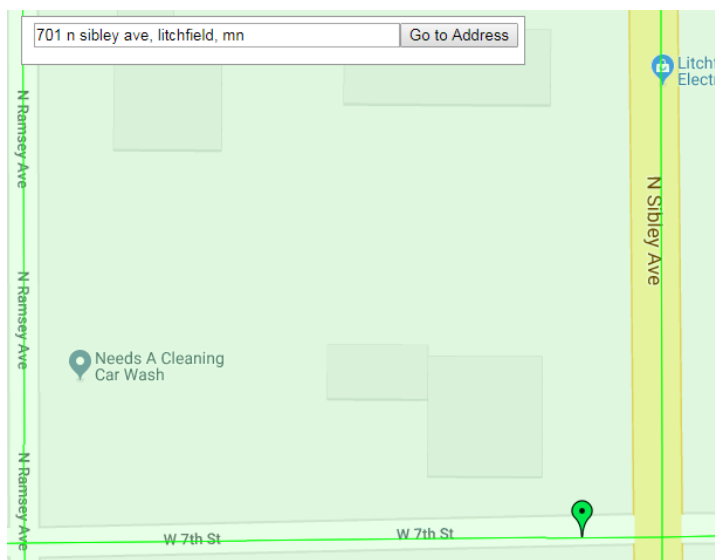 701 n sibley ave, litchfield, mn
Go to Address
N Ramsey Ave
N Sibley Ave
N Ramsey Ave
Needs A Cleaning
Car Wash
N Ramsey Ave
W 7th St
W 7th St